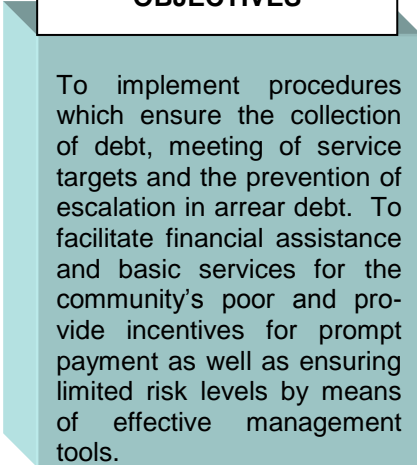 OBJECTIVES
To implement procedures
which ensure the collection
of debt, meeting of service
targets and the prevention of
escalation in arrear debt. To
facilitate financial assistance
and basic services for the
community's poor and pro-
vide incentives for prompt
payment as well as ensuring
limited risk levels by means
of effective management
tools.